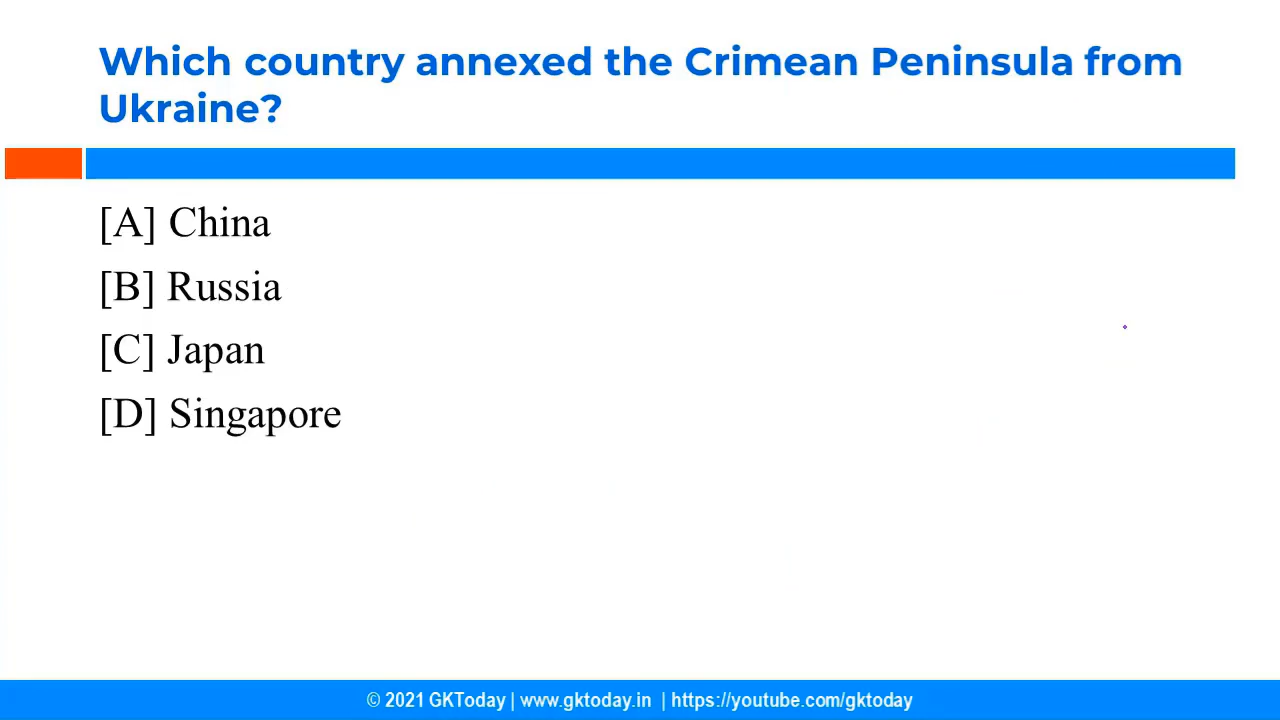 Which country annexed the Crimean Peninsula from
Ukraine?
[A] China
[B] Russia
[C] Japan
[D] Singapore
© 2021 GKToday | www.gktoday.in | https://youtube.com/gktoday